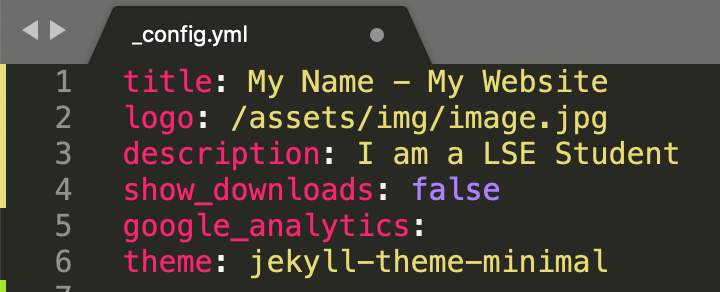 _config.yml
1 title: My Name - My Website
2 logo: /assets/img/image.jpg
3 description: I am a LSE Student
4 show_downloads: false
5 google_analytics:
6 theme: jekyll-theme-minimal